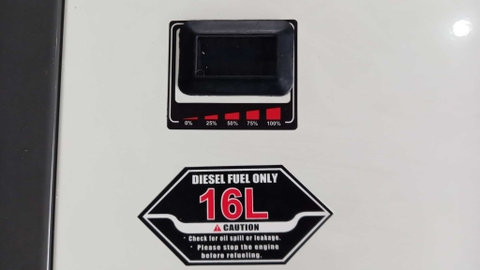 0% 25% 50% 75% 100%
DIESEL FUEL ONLY
16L
CAUTION
* Check for oil spill or leakage.
* Please stop the engine
before refueling.